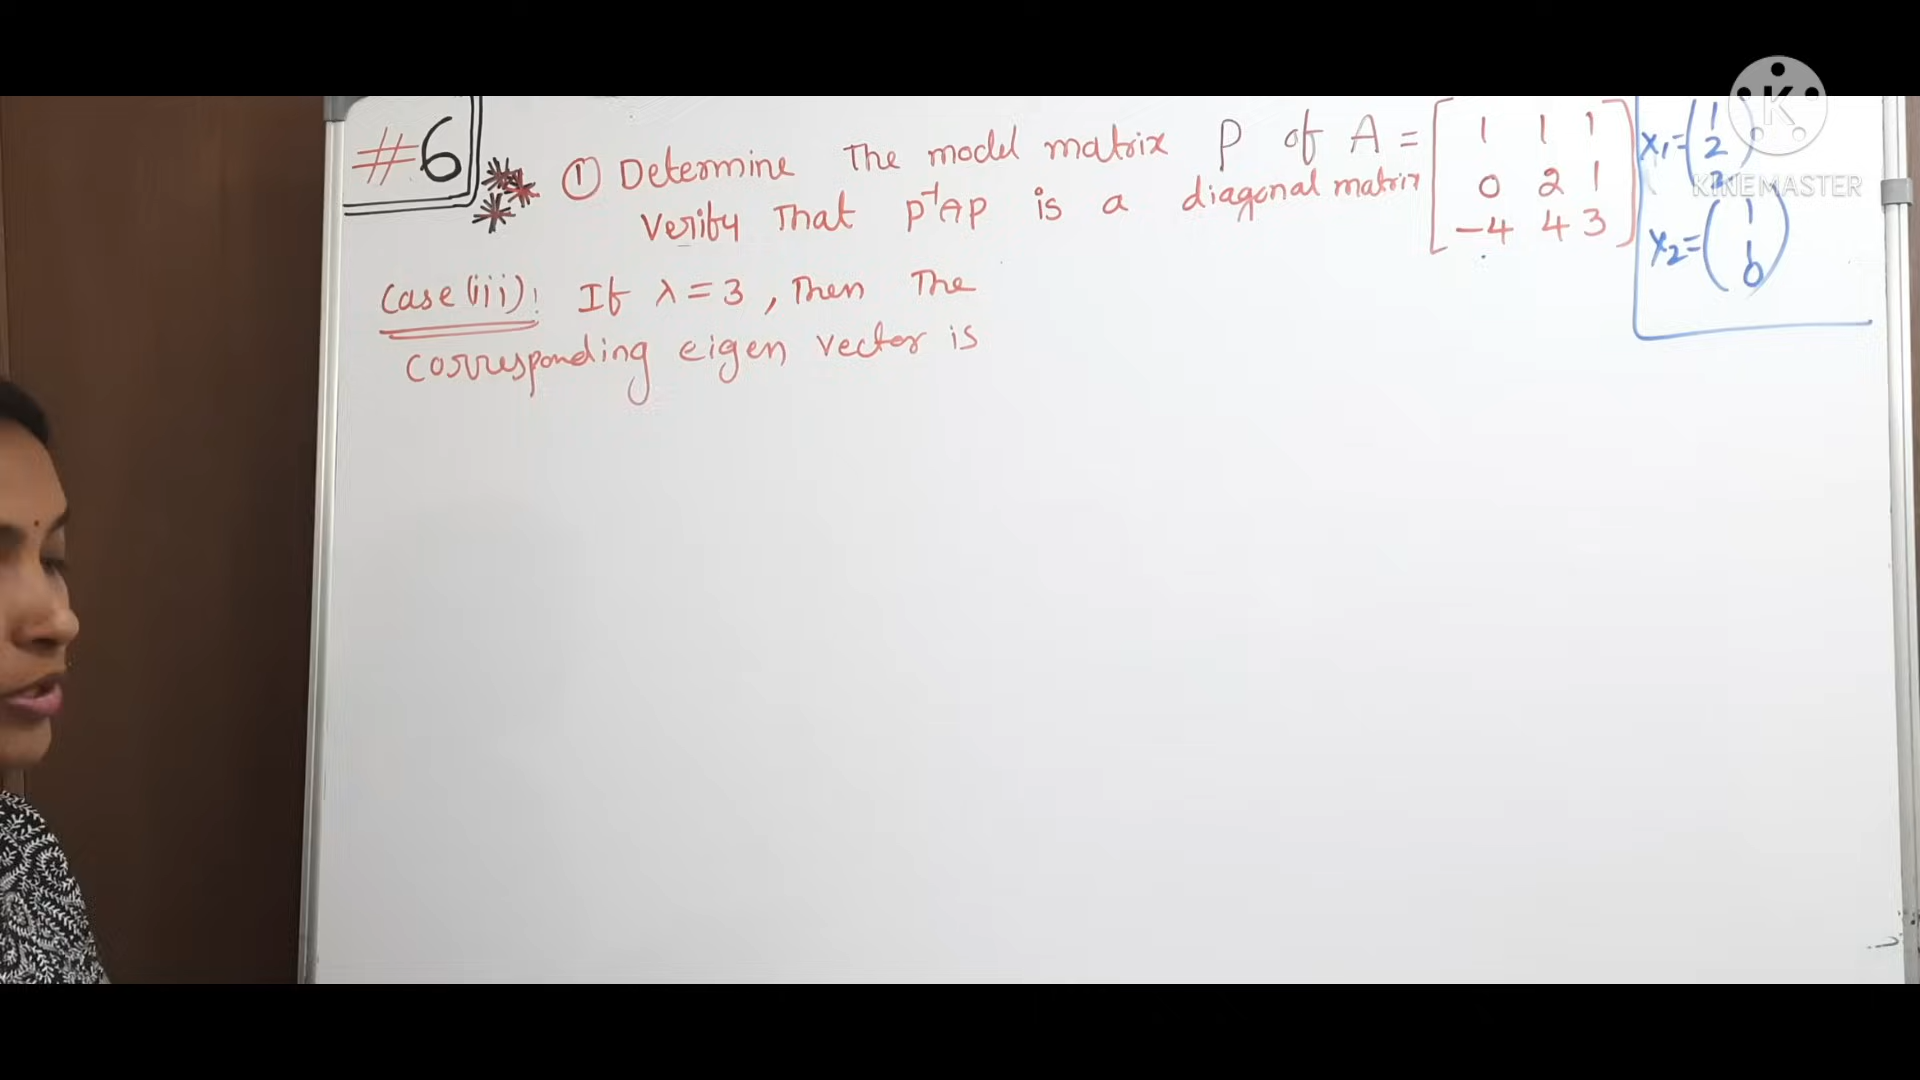 #6
① Determine The model matrix P of A =
Verify That P⁻¹AP is a diagonal matrix
1 1 1
0 2 1
-4 4 3
X₁ = ( 1
2
X₂ = ( 1
1
0 )
K
KINEMASTER
Case(iii): If λ = 3, Then The
corresponding eigen vector is